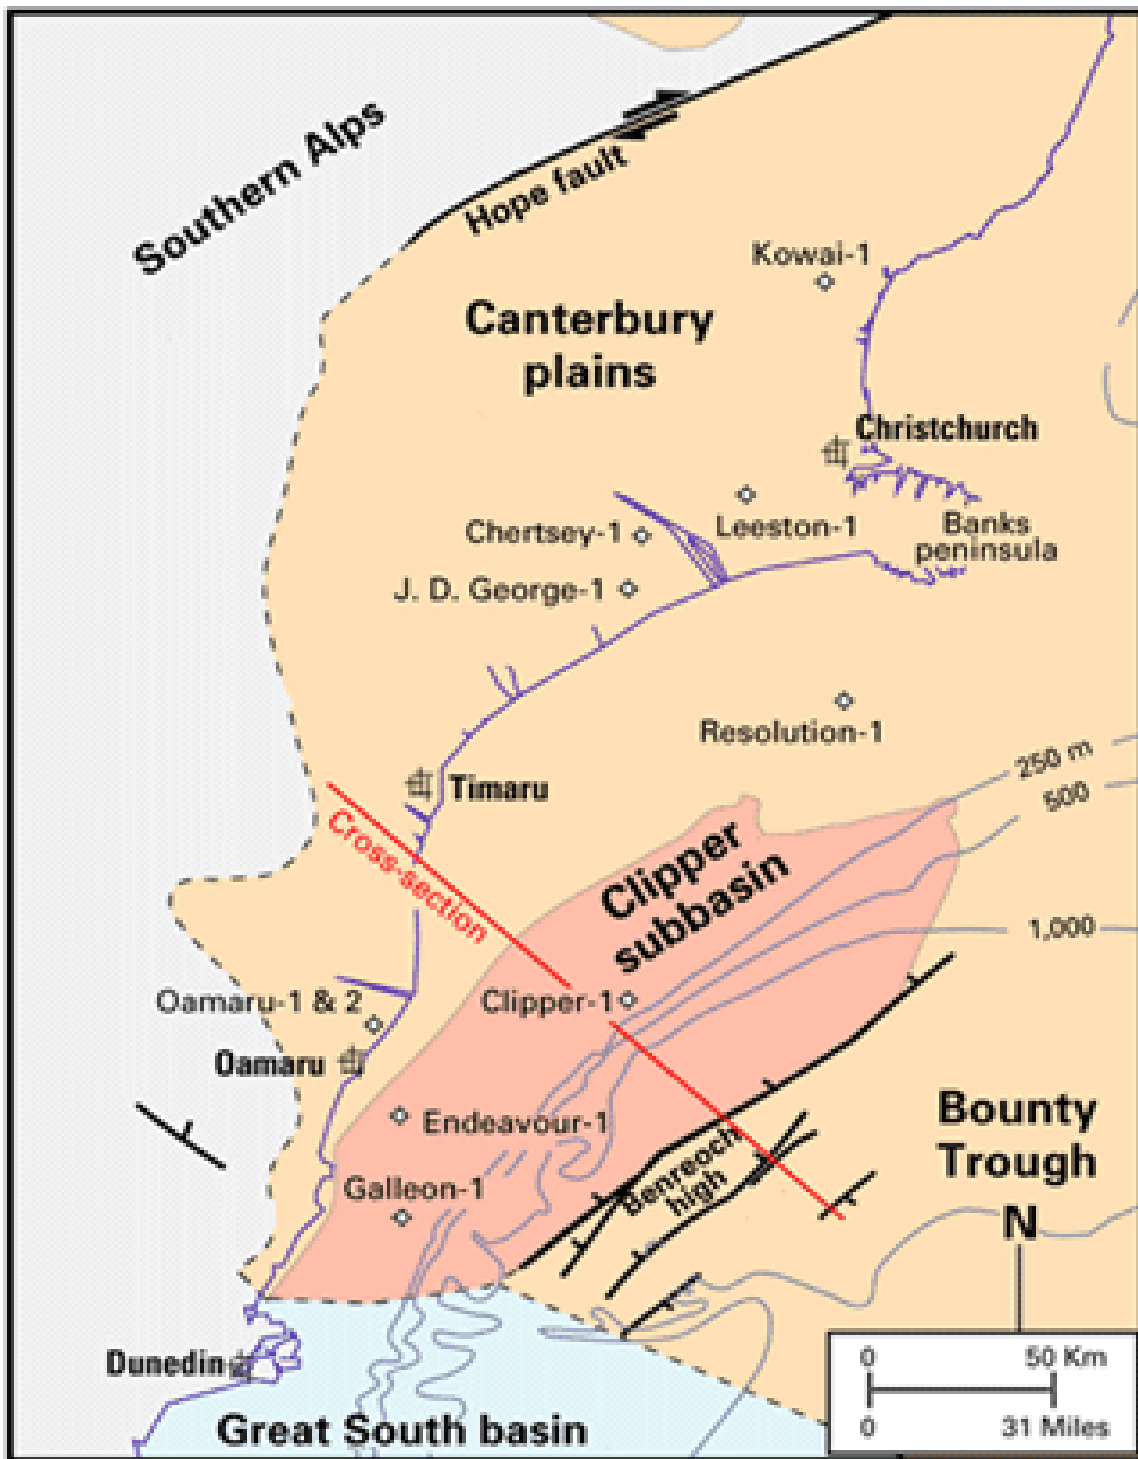 Southern Alps
Hope fault
Kowai-1
Canterbury
plains
Christchurch
Leeston-1
Banks
peninsula
Chertsey-1
J. D. George-1
Resolution-1
250 m
500
Timaru
Cross-section
Clipper
subbasin
1,000
Oamaru-1 & 2
Clipper-1
Oamaru
Endeavour-1
Benreoch
high
Bounty
Trough
Galleon-1
N
Dunedin
Great South basin
0 50 Km
0 31 Miles